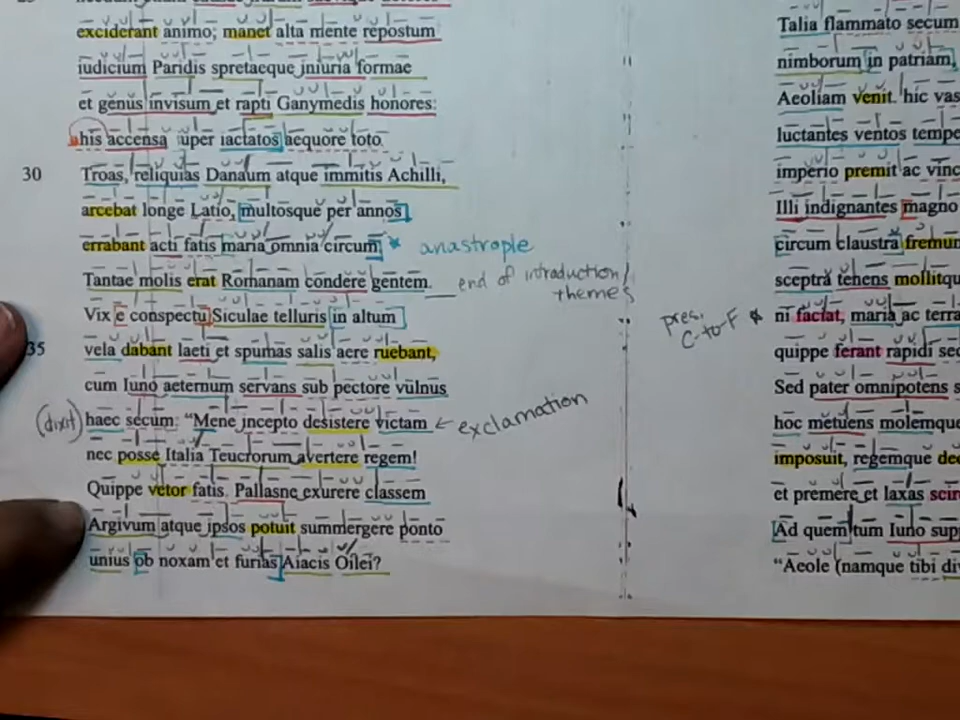 exciderant animo; manet alta mente repostum
iudicium Paridis spretaeque iniuria formae
et genus invisum et rapti Ganymedis honores:
his accensa uper iactatos aequore toto
30 Troas, reliquias Danaum atque immitis Achilli,
arcebat longe Latio, multosque per annos
errabant acti fatis maria omnia circum * anastrople
Tantae molis erat Romanam condere gentem. end of introduction/
themes
Vix e conspectu Siculae telluris in altum
35 vela dabant laeti et spumas salis aere ruebant,
cum Iuno aeternum servans sub pectore vulnus
(dixit) haec secum: “Mene incepto desistere victam ← exclamation
nec posse Italia Teucrorum avertere regem!
Quippe vetor fatis. Pallasne exurere classem
Argivum atque ipsos potuit summergere ponto
unius ob noxam et furias Aiacis Oilei?
Talia flammato secum
nimborum in patriam,
Aeoliam venit. hic vas
luctantes ventos tempe
imperio premit ac vinc
Illi indignantes magno
circum claustra fremun
sceptra tenens mollitqu
pres. C-to-F * ni faciat, maria ac terra
quippe ferant rapidi sec
Sed pater omnipotens s
hoc metuens molemque
imposuit, regemque dec
et premere et laxas scir
Ad quem tum Iuno sup
“Aeole (namque tibi di